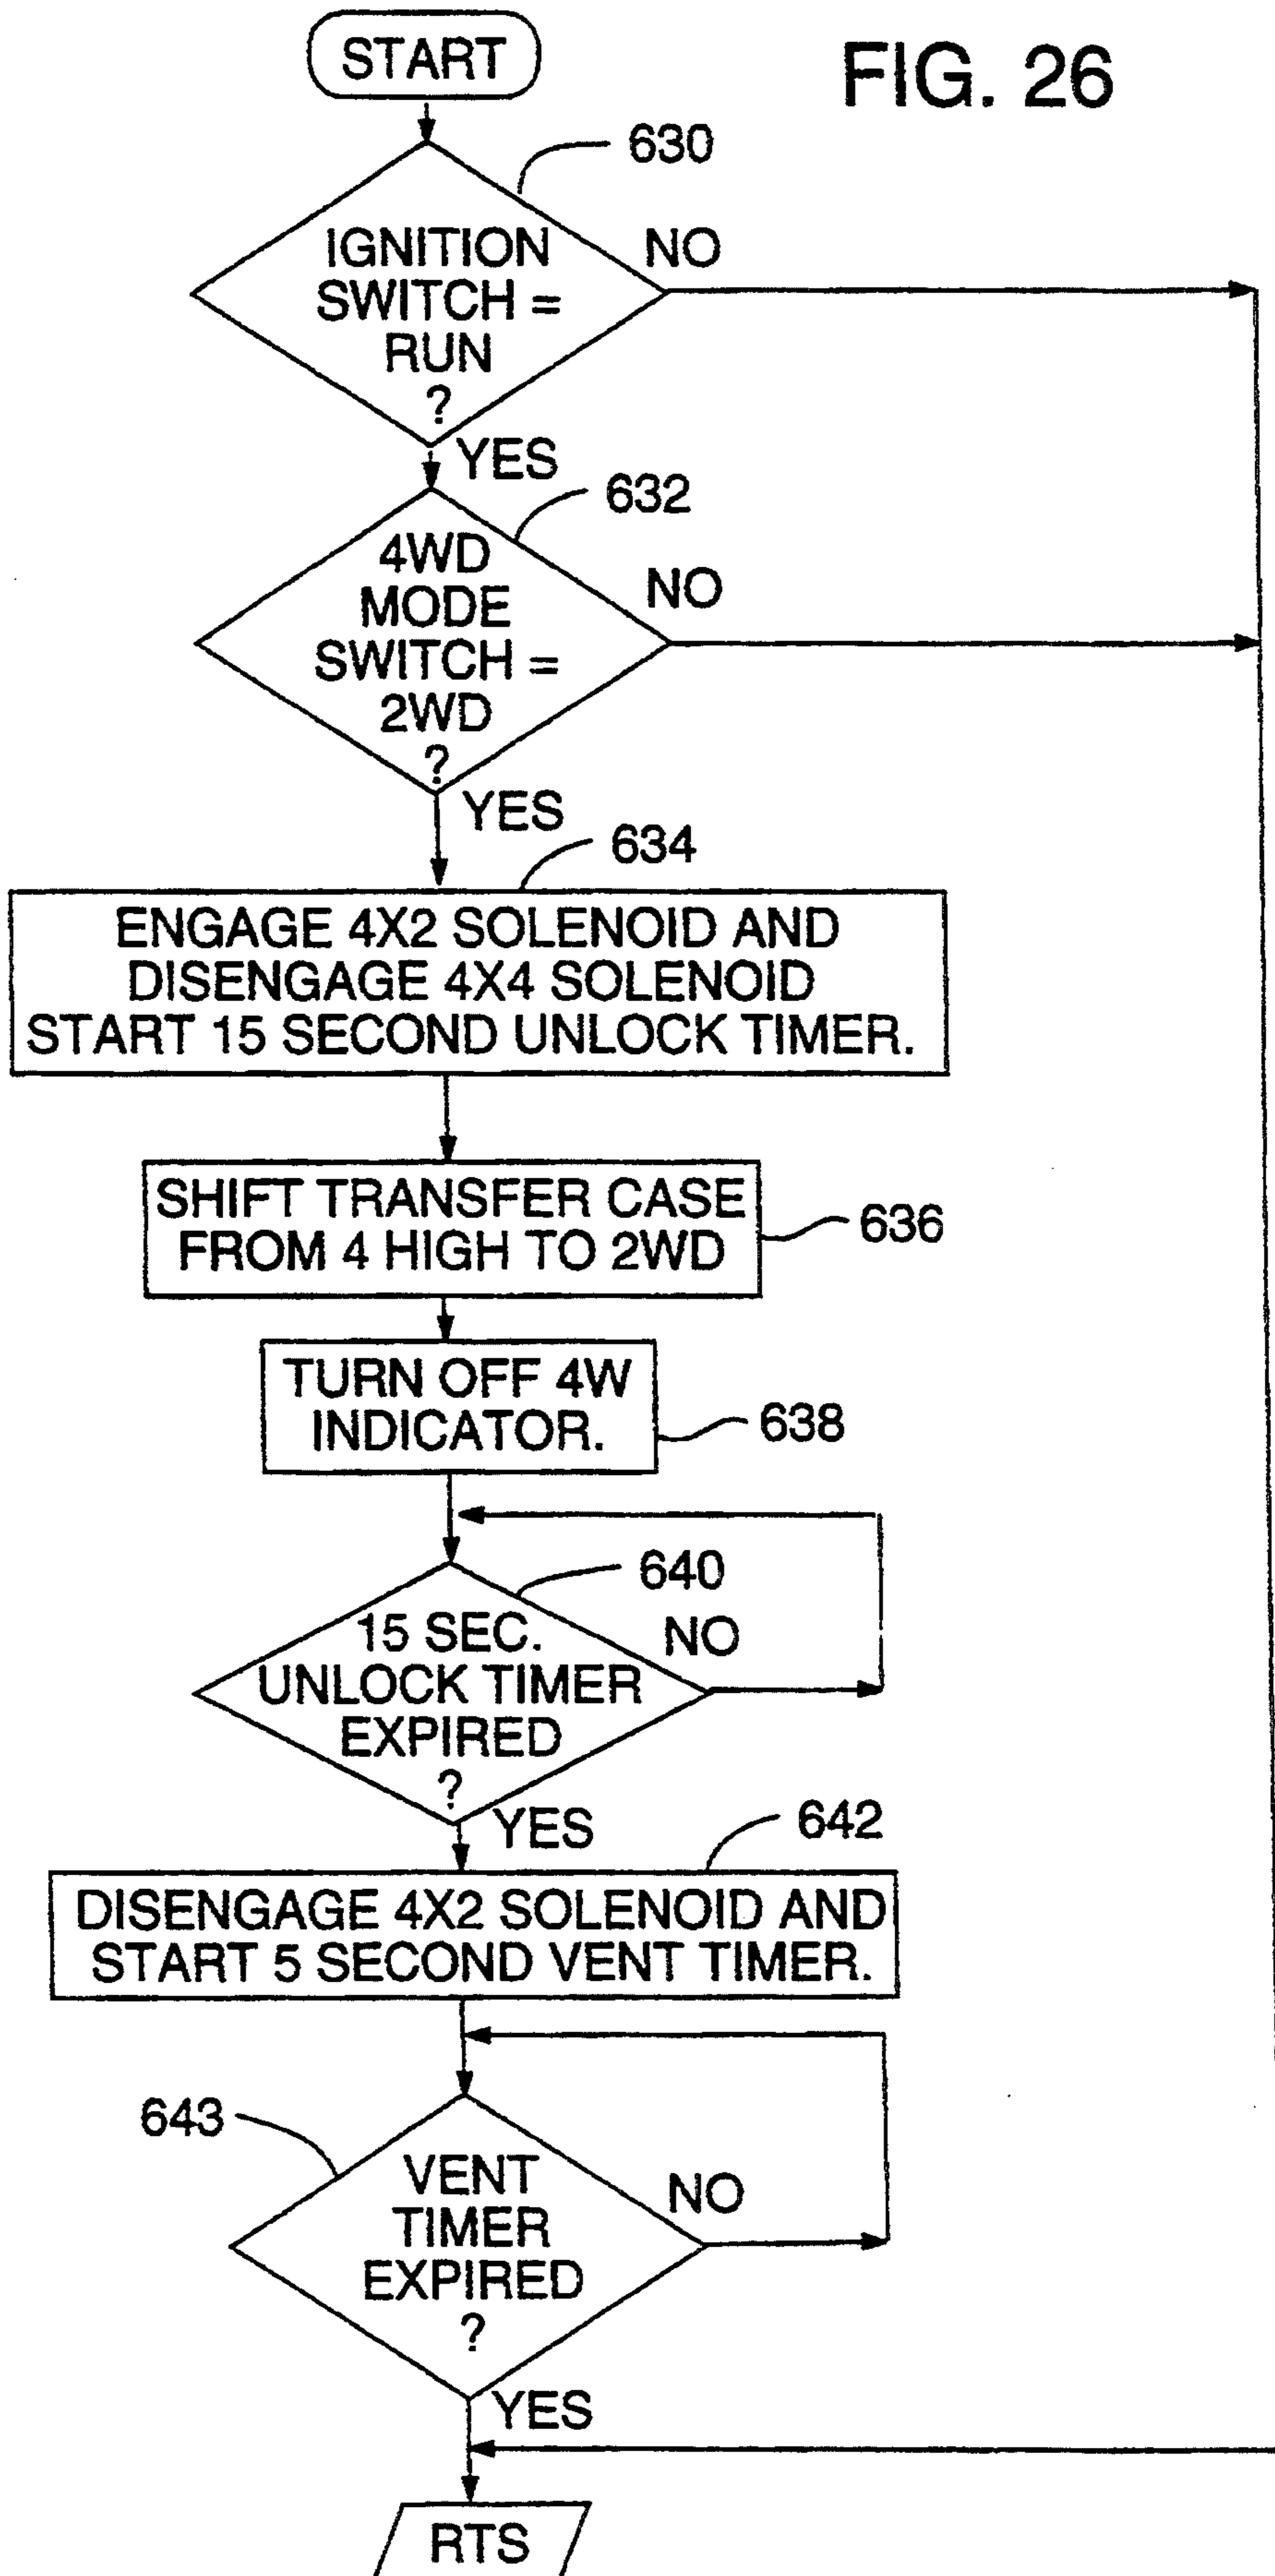 START
FIG. 26
630
IGNITION
SWITCH =
RUN
?
NO
YES
632
4WD
MODE
SWITCH =
2WD
?
NO
YES
634
ENGAGE 4X2 SOLENOID AND
DISENGAGE 4X4 SOLENOID
START 15 SECOND UNLOCK TIMER.
SHIFT TRANSFER CASE
FROM 4 HIGH TO 2WD
636
TURN OFF 4W
INDICATOR.
638
640
15 SEC.
UNLOCK TIMER
EXPIRED
?
NO
YES
642
DISENGAGE 4X2 SOLENOID AND
START 5 SECOND VENT TIMER.
643
VENT
TIMER
EXPIRED
?
NO
YES
RTS